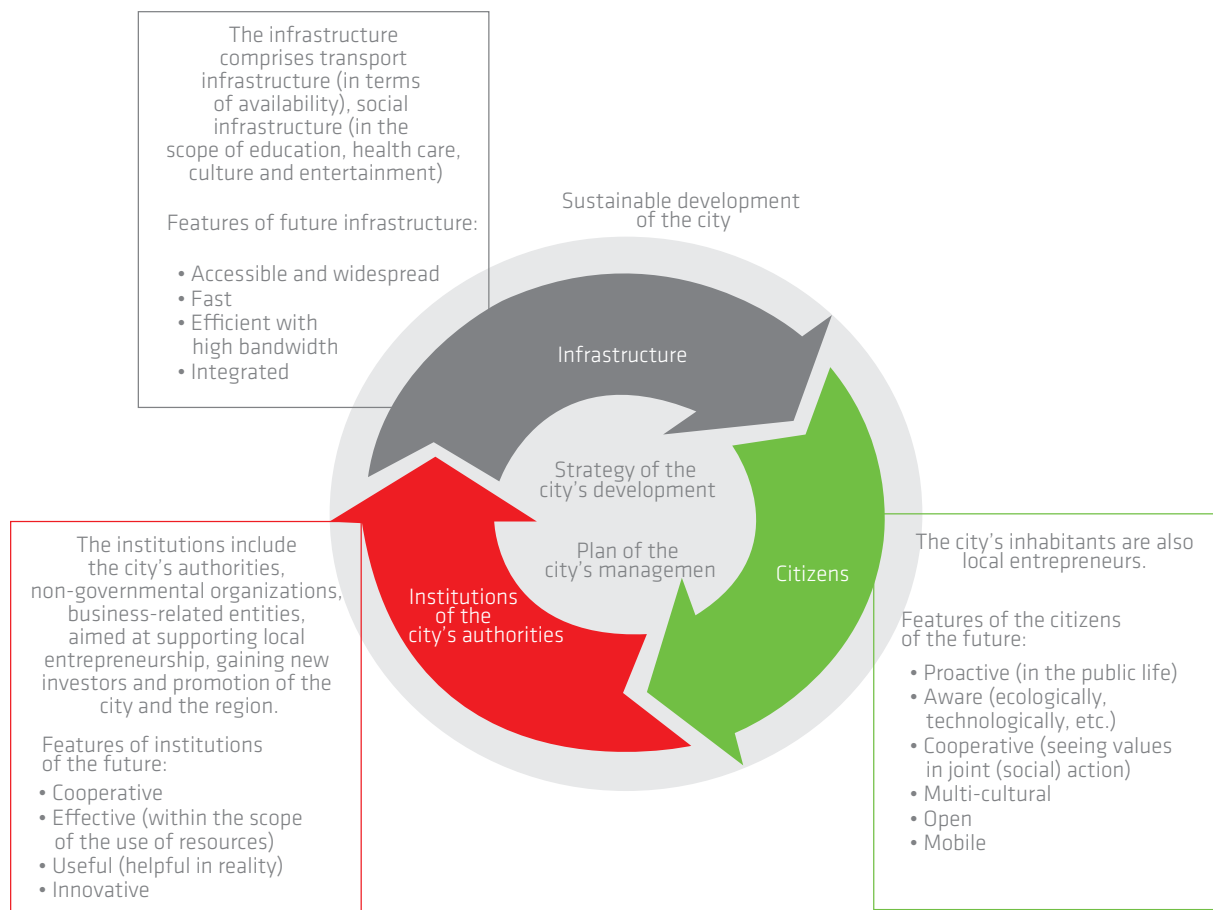 The infrastructure
comprises transport
infrastructure (in terms
of availability), social
infrastructure (in the
scope of education, health care,
culture and entertainment)
Features of future infrastructure:
• Accessible and widespread
• Fast
• Efficient with
high bandwidth
• Integrated
Sustainable development
of the city
Infrastructure
Strategy of the
city's development
Plan of the
city's managemen
Citizens
Institutions
of the
city's authorities
The institutions include
the city's authorities,
non-governmental organizations,
business-related entities,
aimed at supporting local
entrepreneurship, gaining new
investors and promotion of the
city and the region.
Features of institutions
of the future:
• Cooperative
• Effective (within the scope
of the use of resources)
• Useful (helpful in reality)
• Innovative
The city's inhabitants are also
local entrepreneurs.
Features of the citizens
of the future:
• Proactive (in the public life)
• Aware (ecologically,
technologically, etc.)
• Cooperative (seeing values
in joint (social) action)
• Multi-cultural
• Open
• Mobile